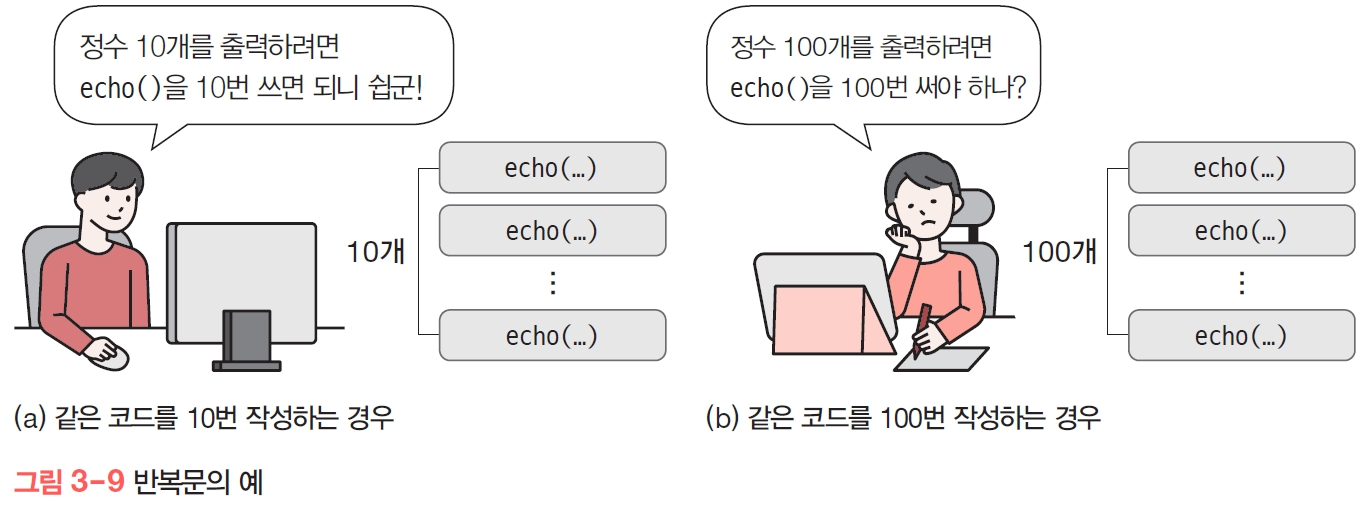 정수 10개를 출력하려면
echo()을 10번 쓰면 되니 쉽군!
10개
echo(…)
echo(…)
⋮
echo(…)
(a) 같은 코드를 10번 작성하는 경우
정수 100개를 출력하려면
echo()을 100번 써야 하나?
100개
echo(…)
echo(…)
⋮
echo(…)
(b) 같은 코드를 100번 작성하는 경우
그림 3-9 반복문의 예